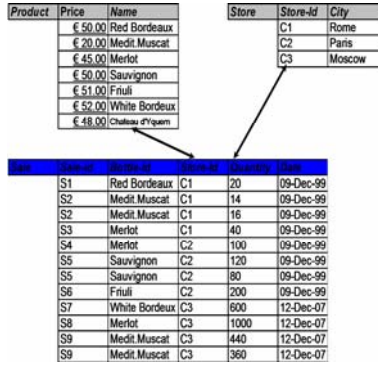 Product Price Name
€ 50.00 Red Bordeaux
€ 20.00 Medit.Muscat
€ 45.00 Merlot
€ 50.00 Sauvignon
€ 51.00 Friuli
€ 52.00 White Bordeux
€ 48.00 Chateau d'Yquem
Store Store-Id City
C1 Rome
C2 Paris
C3 Moscow
Sale Sale-Id Bottle-Id Store-Id Quantity Date
S1 Red Bordeaux C1 20 09-Dec-99
S2 Medit.Muscat C1 14 09-Dec-99
S2 Medit.Muscat C1 16 09-Dec-99
S3 Merlot C1 40 09-Dec-99
S4 Merlot C2 100 09-Dec-99
S5 Sauvignon C2 120 09-Dec-99
S5 Sauvignon C2 80 09-Dec-99
S6 Friuli C2 200 09-Dec-99
S7 White Bordeux C3 600 12-Dec-07
S8 Merlot C3 1000 12-Dec-07
S9 Medit.Muscat C3 440 12-Dec-07
S9 Medit.Muscat C3 360 12-Dec-07